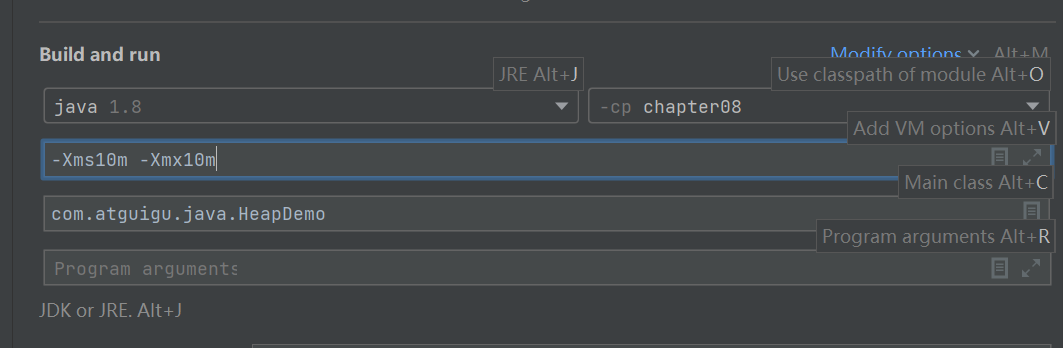 Build and run
Modify options Alt+M
JRE Alt+J
Use classpath of module Alt+O
java 1.8
-cp chapter08
Add VM options Alt+V
-Xms10m -Xmx10m
Main class Alt+C
com.atguigu.java.HeapDemo
Program arguments Alt+R
Program arguments
JDK or JRE. Alt+J